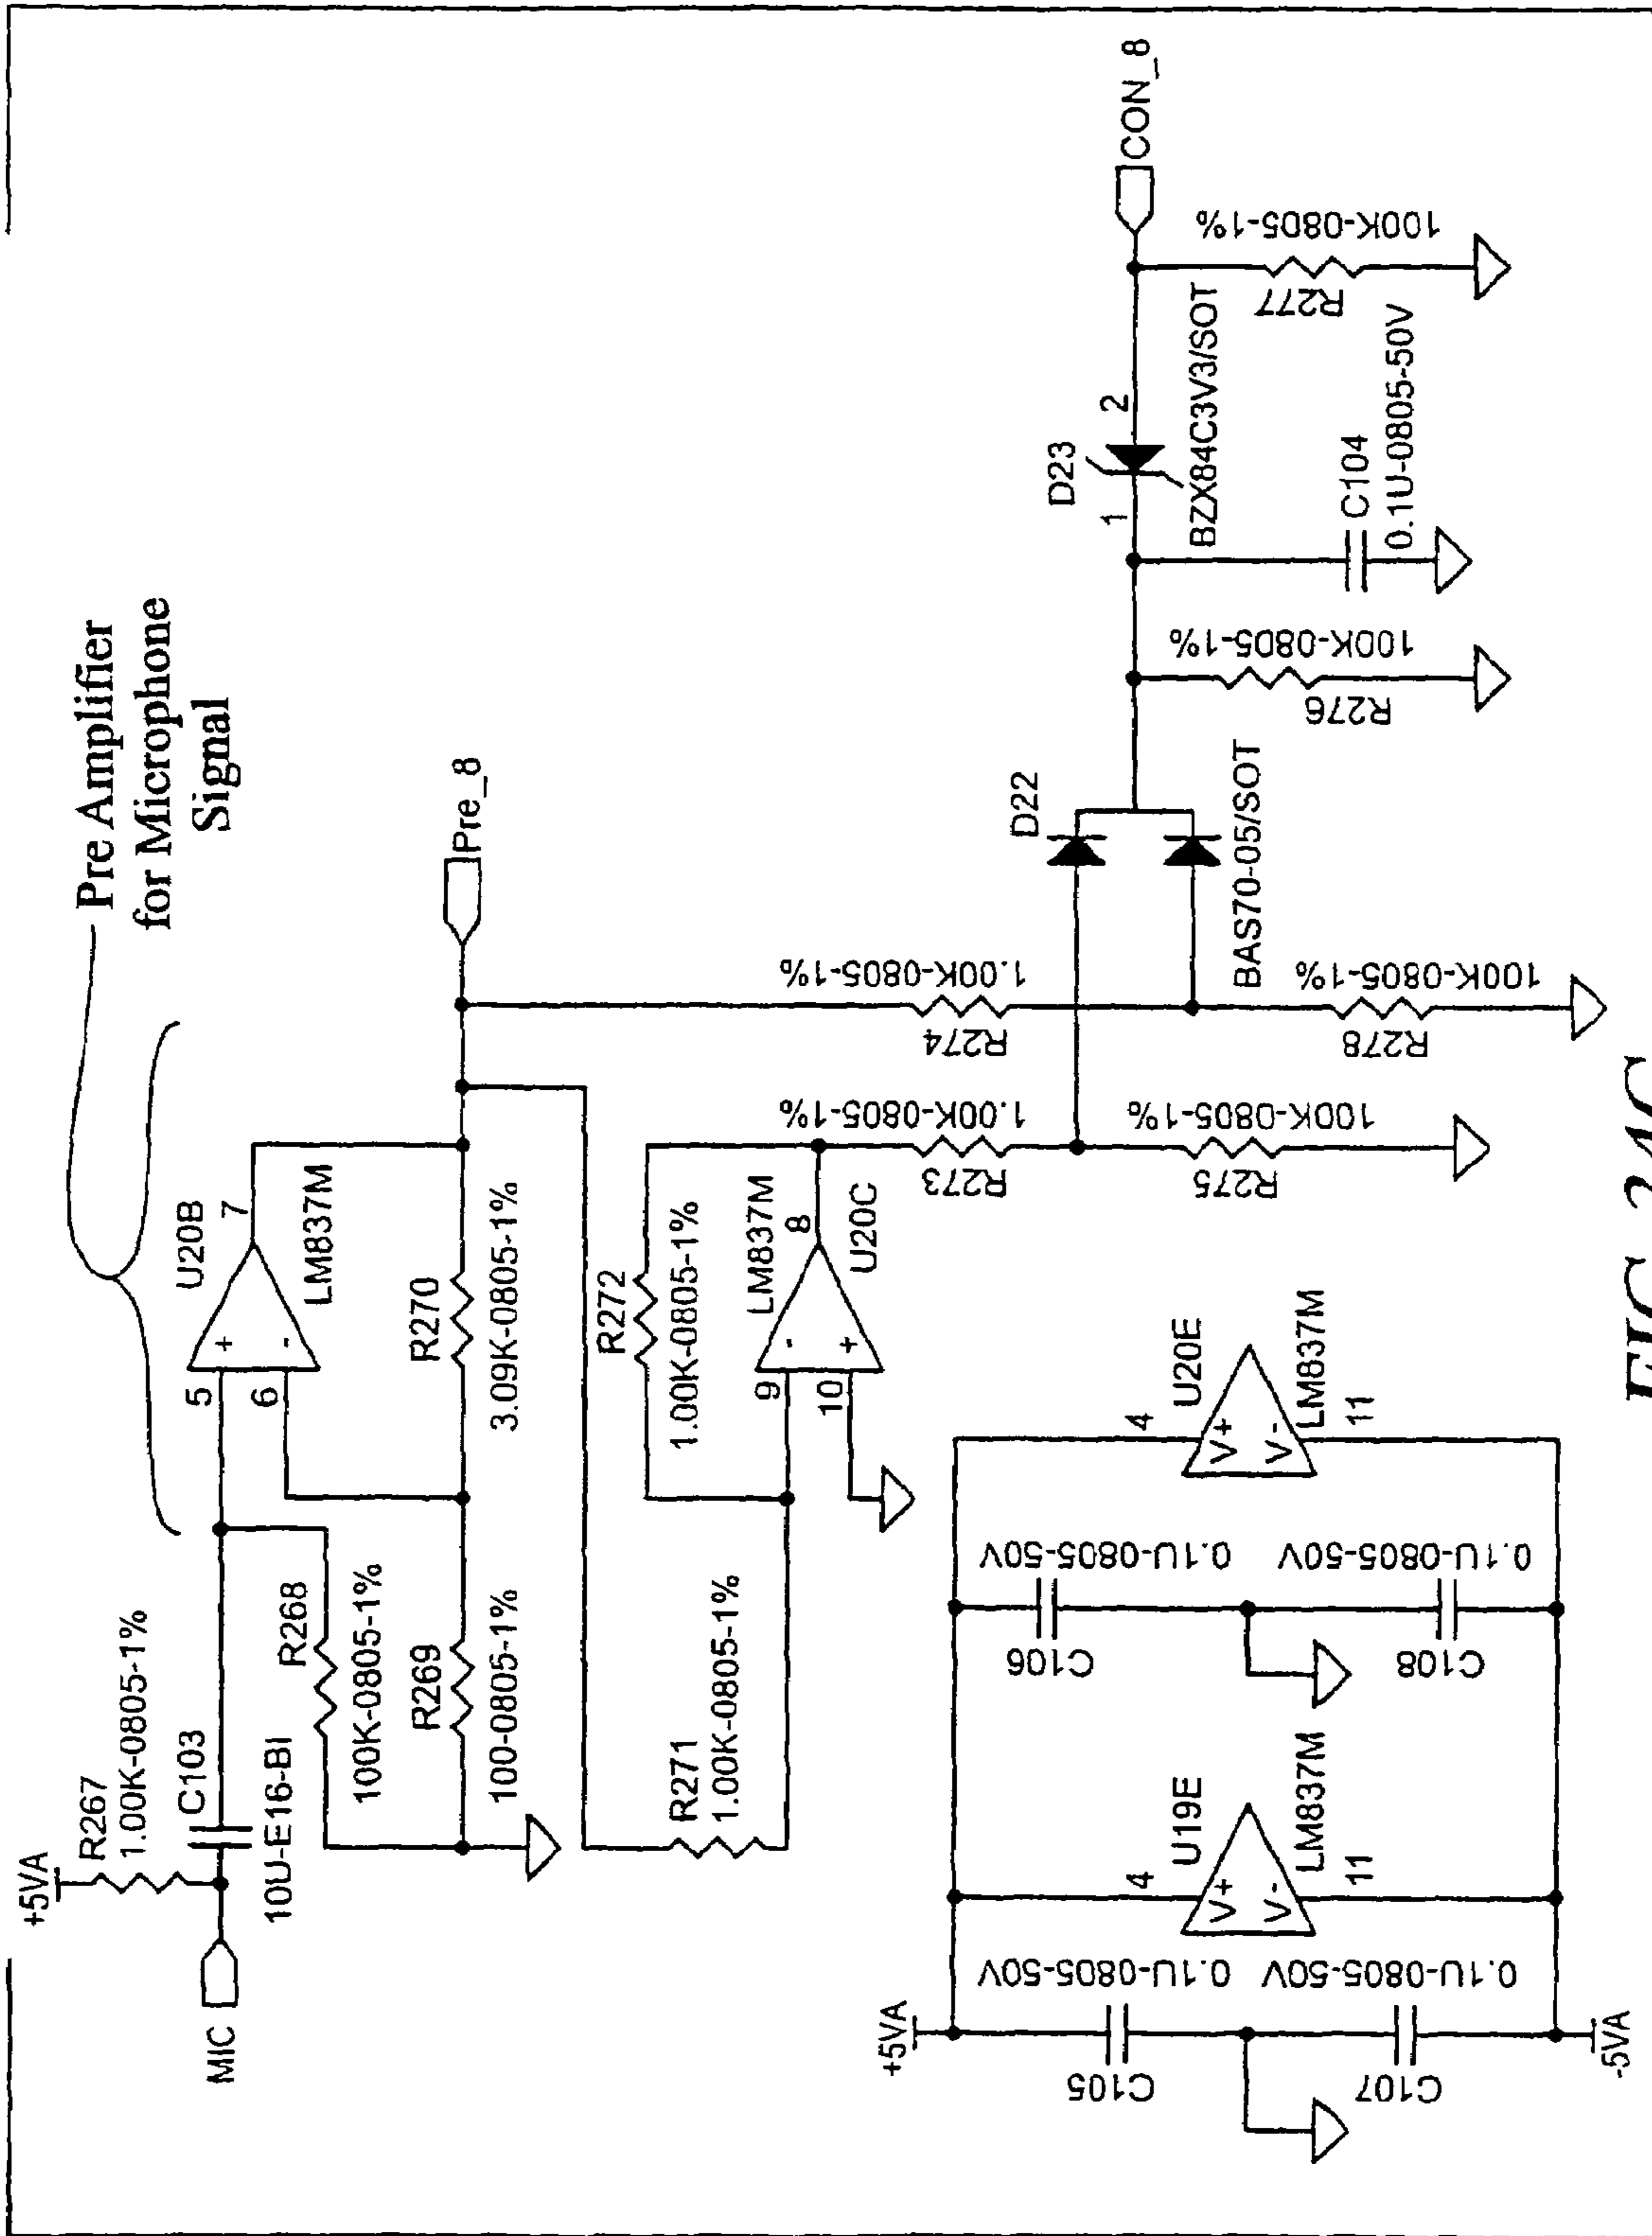 Pre Amplifier
for Microphone
Signal
+5VA
R267
1.00K-0805-1%
MIC
C103
10U-E16-BI
R268
100K-0805-1%
R269
100-0805-1%
5
6
+
-
U20B
7
LM837M
R270
3.09K-0805-1%
Pre_8
R271
1.00K-0805-1%
R272
1.00K-0805-1%
9
10
-
+
LM837M
8
U20C
R273
1.00K-0805-1%
R274
1.00K-0805-1%
R275
100K-0805-1%
R278
100K-0805-1%
D22
BAS70-05/SOT
R276
100K-0805-1%
D23
1
2
BZX84C3V3/SOT
C104
0.1U-0805-50V
R277
100K-0805-1%
CON_8
+5VA
C105
0.1U-0805-50V
C107
0.1U-0805-50V
-5VA
U19E
4
V+
V-
LM837M
11
C106
0.1U-0805-50V
C108
0.1U-0805-50V
U20E
4
V+
V-
LM837M
11